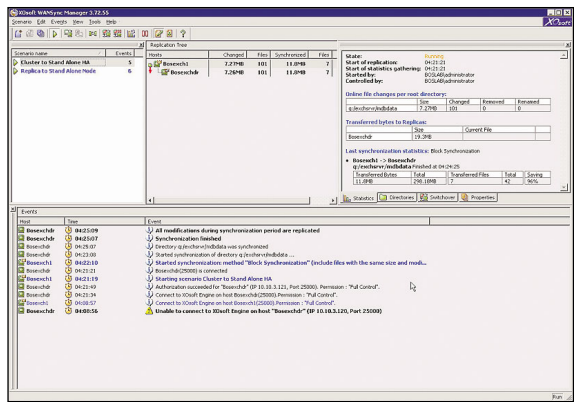 XOsoft WANSync Manager 3.72.55
Scenario Edit Events View Tools Help
XOsoft
Scenario name Events
Cluster to Stand Alone HA 5
Replica to Stand Alone Mode 6
Replication Tree
Hosts Changed Files Synchronized Files
Bosexch1 7.27MB 101 11.8MB 7
Bosexchdr 7.26MB 101 11.8MB 7
State: Running
Start of replication: 04:21:21
Start of statistics gathering: 04:21:21
Started by: BOSLAB\administrator
Controlled by: BOSLAB\administrator
Online file changes per root directory:
Size Changed Removed Renamed
q:/exchsrvr/mdbdata 7.27MB 101 0 0
Transferred bytes to Replicas:
Size Current File
Bosexchdr 19.3MB
Last synchronization statistics: Block Synchronization
Bosexch1 -> Bosexchdr
q:/exchsrvr/mdbdata Finished at 04:24:25
Transferred Bytes Total Transferred Files Total Saving
11.8MB 298.18MB 7 42 96%
Statistics Directories Switchover Properties
Events
Host Time Event
Bosexchdr 04:25:09 All modifications during synchronization period are replicated
Bosexchdr 04:25:07 Synchronization finished
Bosexchdr 04:25:07 Directory q:/exchsrvr/mdbdata was synchronized
Bosexchdr 04:23:08 Started synchronization of directory q:/exchsrvr/mdbdata ...
Bosexch1 04:22:10 Started synchronization: method "Block Synchronization" (include files with the same size and modi...
Bosexchdr 04:21:21 Bosexchdr(25000) is connected
Bosexch1 04:21:19 Starting scenario Cluster to Stand Alone HA
Bosexchdr 04:21:49 Authorization succeeded for "Bosexchdr" (IP 10.10.3.121, Port 25000). Permission : "Full Control".
Bosexchdr 04:21:34 Connect to XOsoft Engine on host Bosexchdr(25000).Permission : "Full Control".
Bosexch1 04:08:57 Connect to XOsoft Engine on host Bosexch1(25000).Permission : "Full Control".
Bosexchdr 04:08:56 Unable to connect to XOsoft Engine on host "Bosexchdr" (IP 10.10.3.120, Port 25000)
Run